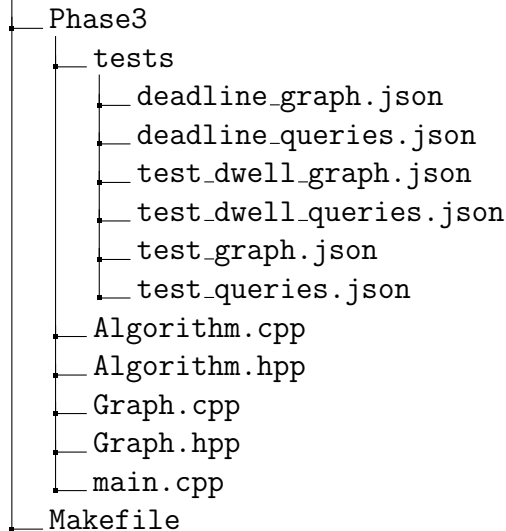 Phase3
tests
deadline_graph.json
deadline_queries.json
test_dwell_graph.json
test_dwell_queries.json
test_graph.json
test_queries.json
Algorithm.cpp
Algorithm.hpp
Graph.cpp
Graph.hpp
main.cpp
Makefile